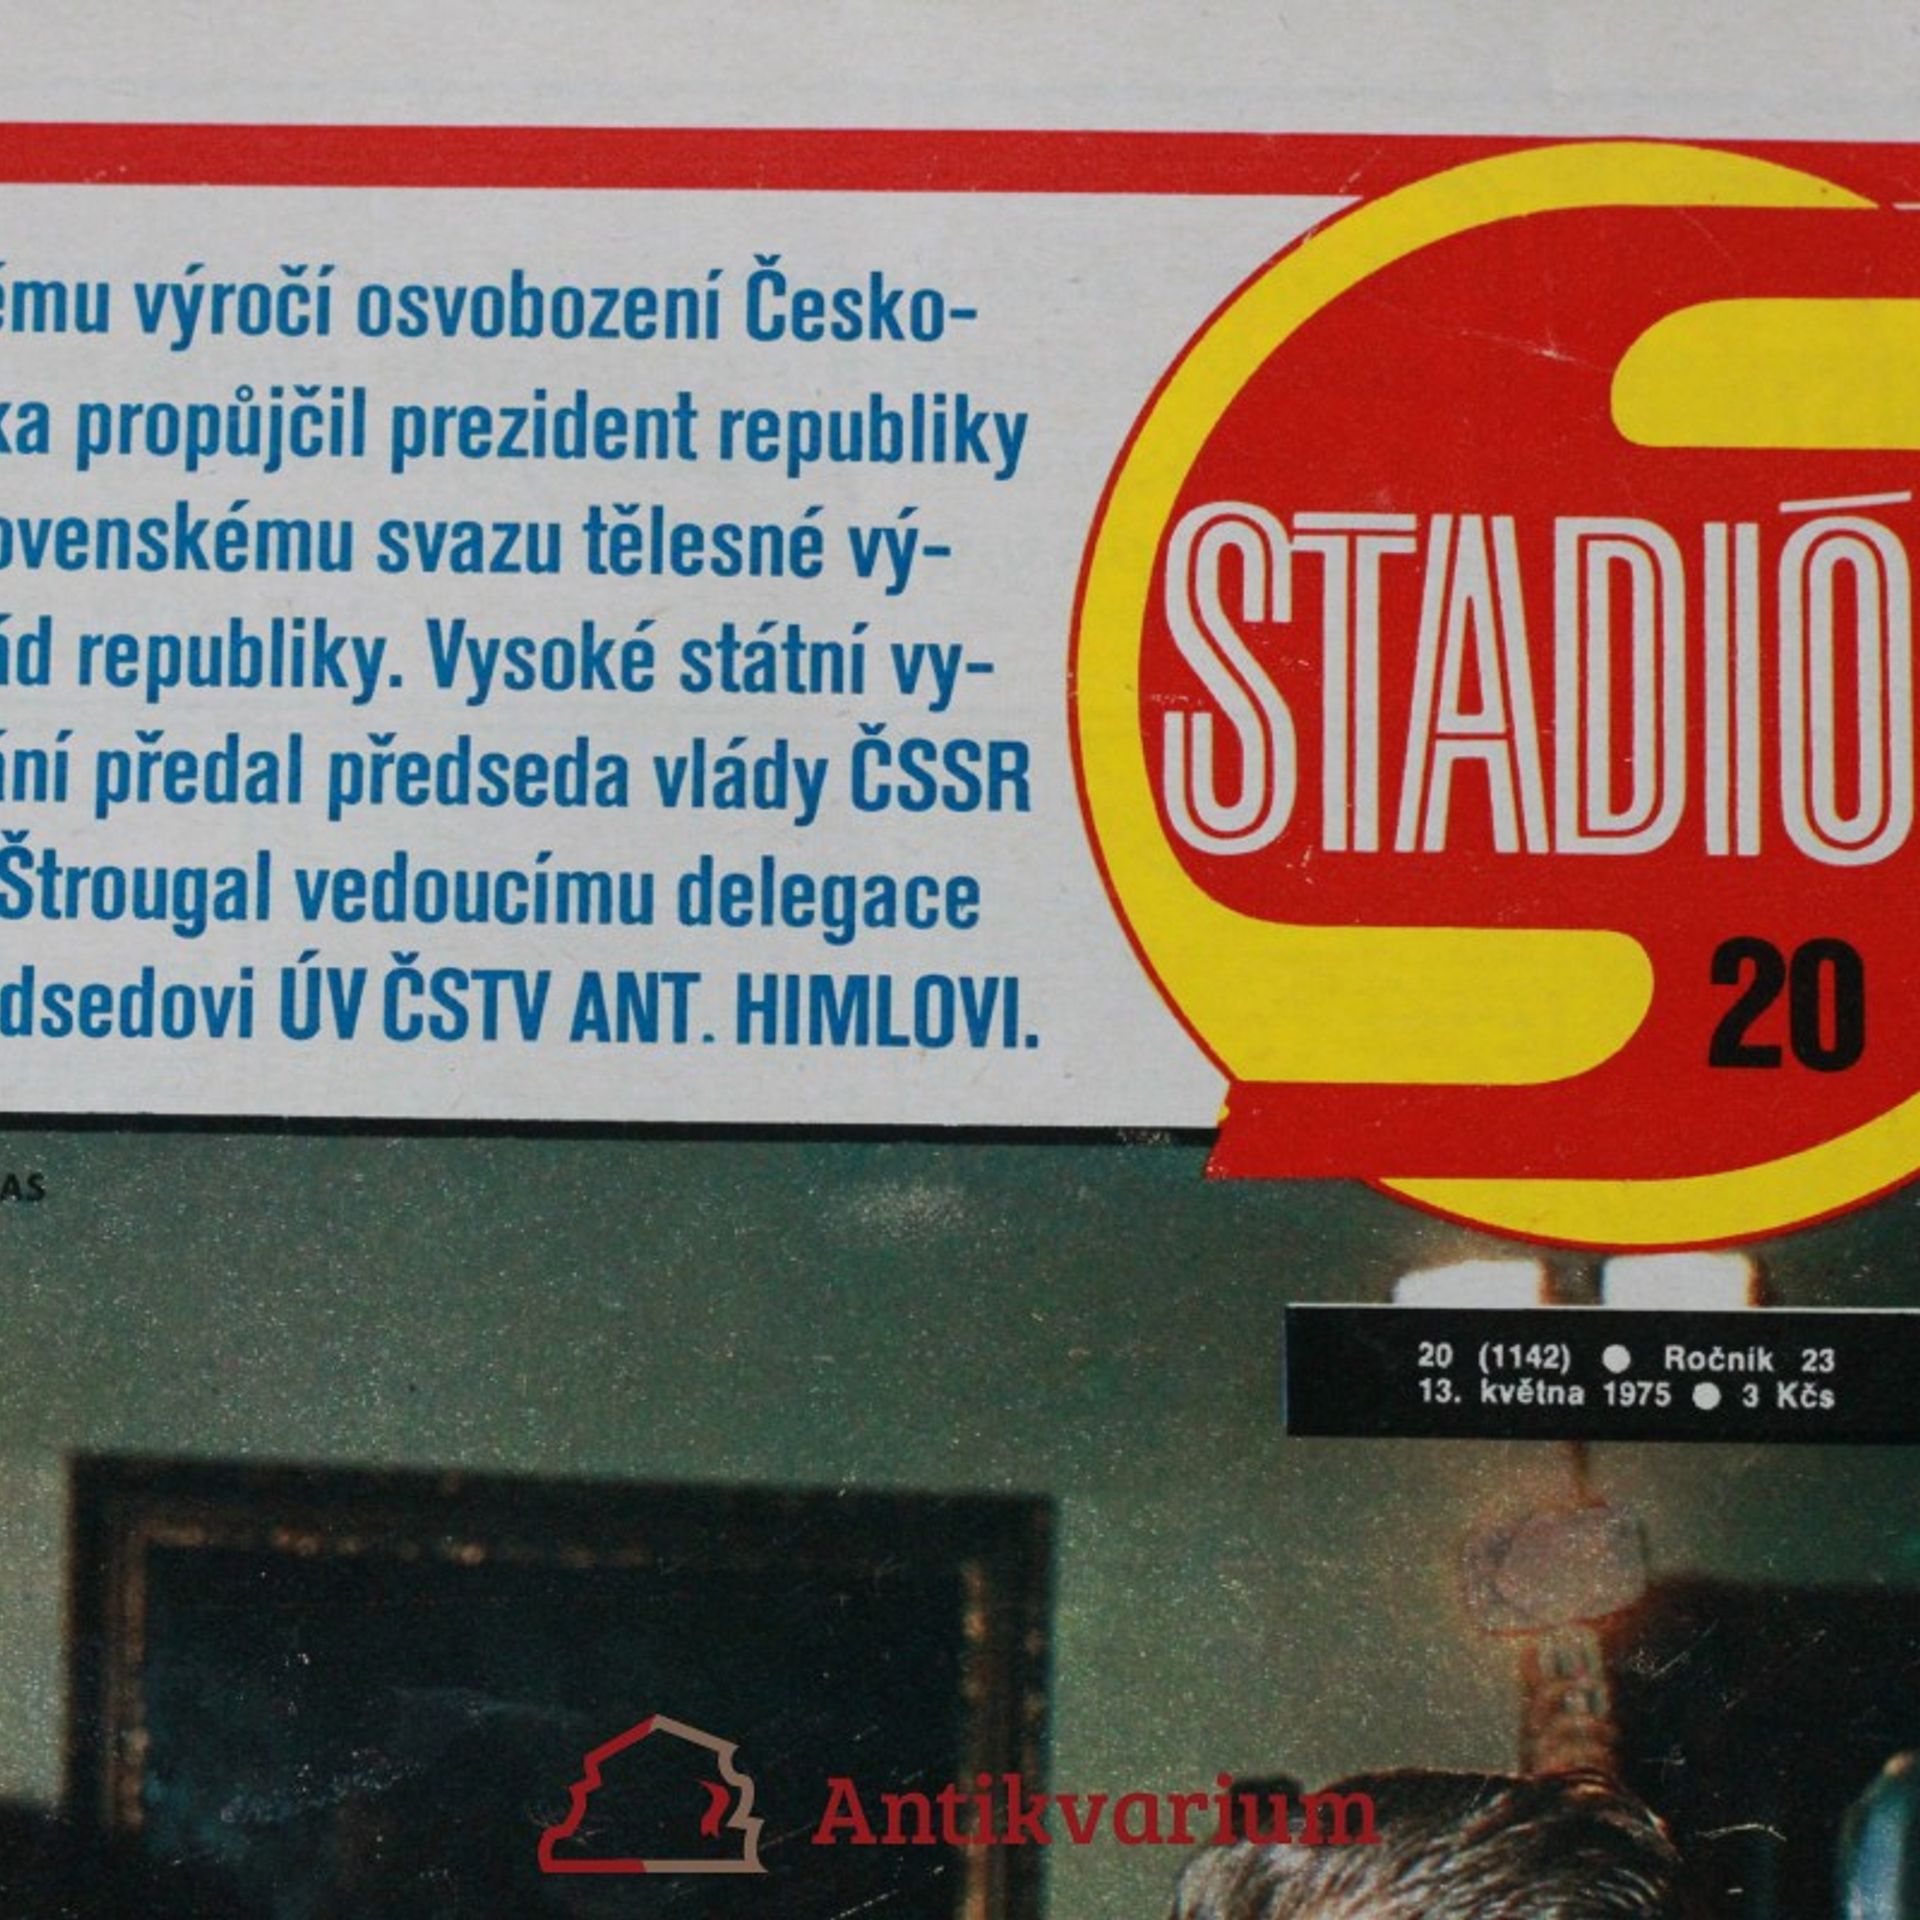 ému výročí osvobození Česko-
ka propůjčil prezident republiky
ovenskému svazu tělesné vý-
ád republiky. Vysoké státní vy-
ání předal předseda vlády ČSSR
Štrougal vedoucímu delegace
dsedovi ÚV ČSTV ANT. HIMLOVI.
STADIÓ
20
AS
20 (1142) ● Ročník 23
13. května 1975 ● 3 Kčs
Antikvarium